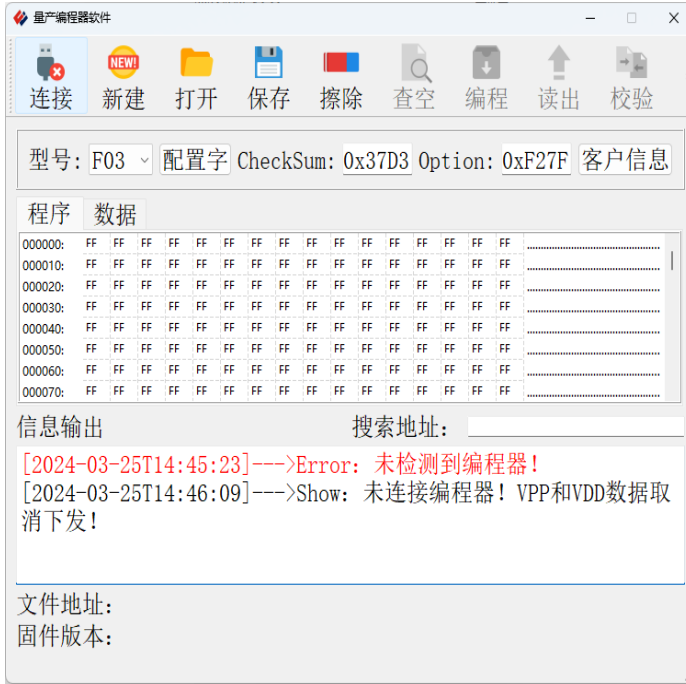 量产编程器软件
NEW!
连接 新建 打开 保存 擦除 查空 编程 读出 校验
型号: F03 配置字 CheckSum: 0x37D3 Option: 0xF27F 客户信息
程序 数据
000000: FF FF FF FF FF FF FF FF FF FF FF FF FF FF FF FF ................
000010: FF FF FF FF FF FF FF FF FF FF FF FF FF FF FF FF ................
000020: FF FF FF FF FF FF FF FF FF FF FF FF FF FF FF FF ................
000030: FF FF FF FF FF FF FF FF FF FF FF FF FF FF FF FF ................
000040: FF FF FF FF FF FF FF FF FF FF FF FF FF FF FF FF ................
000050: FF FF FF FF FF FF FF FF FF FF FF FF FF FF FF FF ................
000060: FF FF FF FF FF FF FF FF FF FF FF FF FF FF FF FF ................
000070: FF FF FF FF FF FF FF FF FF FF FF FF FF FF FF FF ................
信息输出 搜索地址:
[2024-03-25T14:45:23]--->Error: 未检测到编程器!
[2024-03-25T14:46:09]--->Show: 未连接编程器! VPP和VDD数据取
消下发!
文件地址:
固件版本: